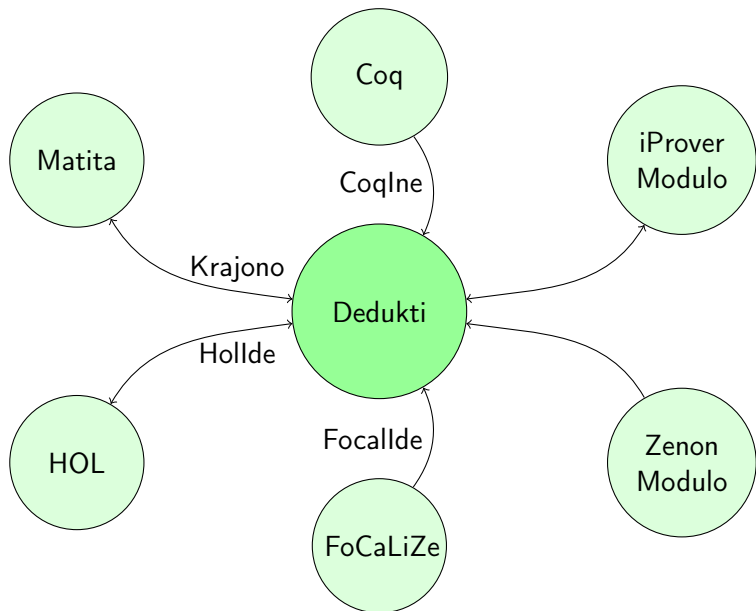 Coq
iProver
Modulo
Matita
CoqIne
Krajono
Dedukti
HolIde
FocalIde
Zenon
Modulo
HOL
FoCaLiZe